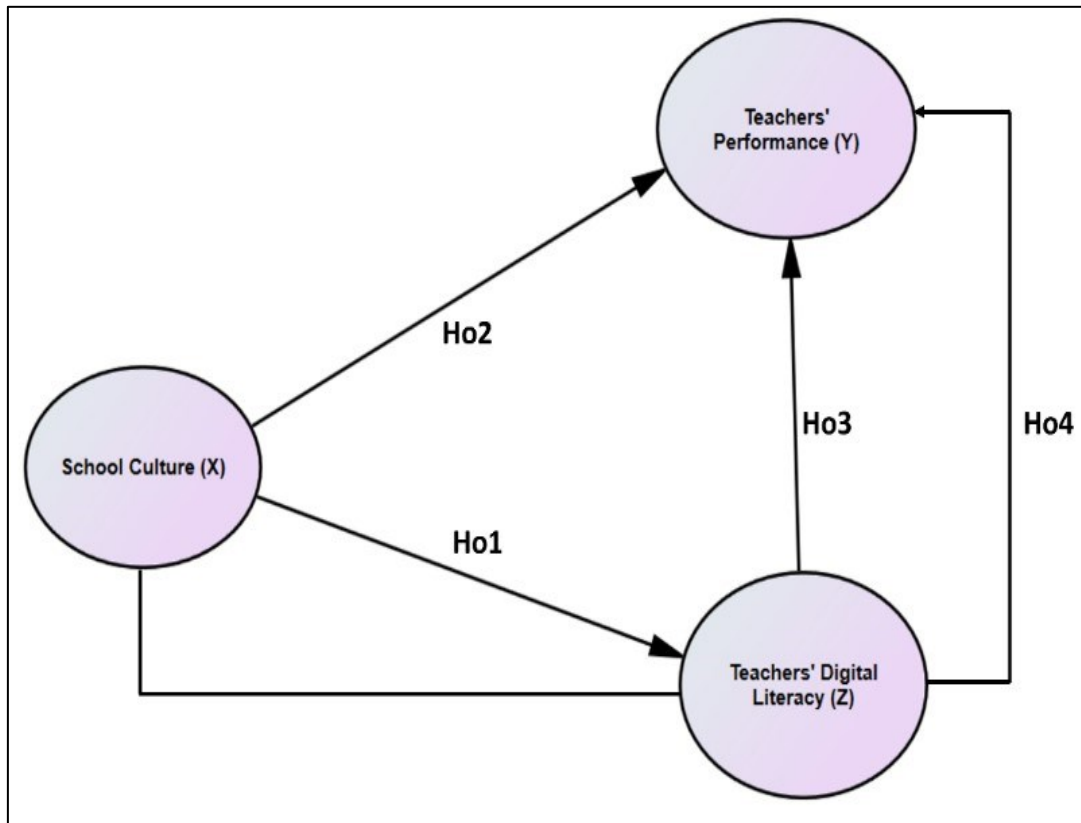 Teachers'
Performance (Y)
Ho2
Ho3
Ho4
School Culture (X)
Ho1
Teachers' Digital
Literacy (Z)